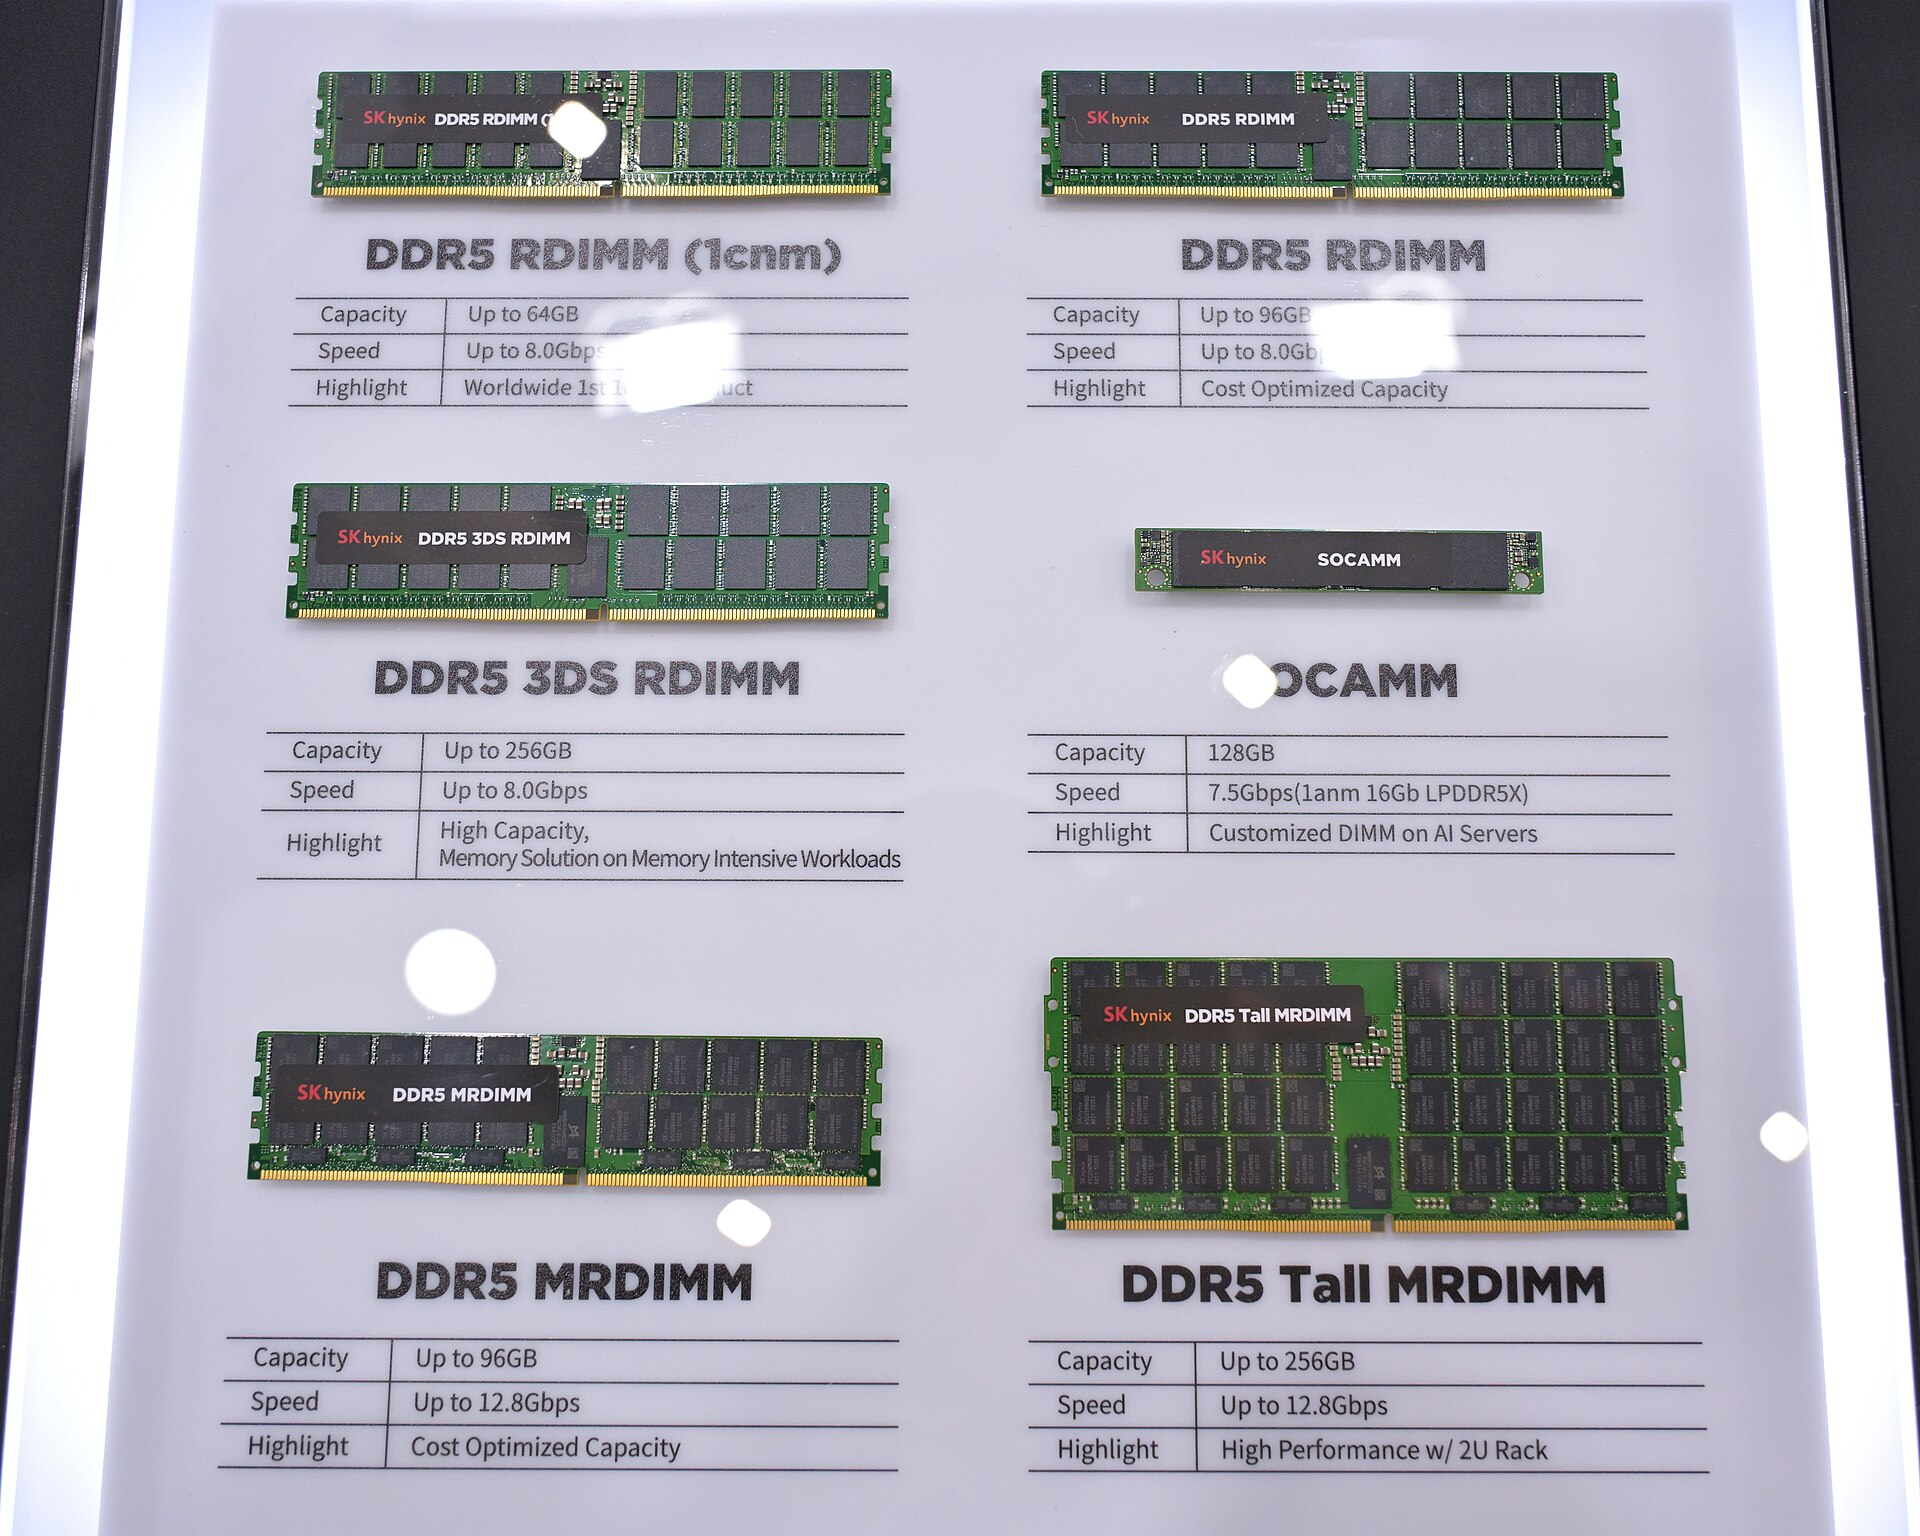 SK hynix DDR5 RDIMM
DDR5 RDIMM (1cnm)
Capacity Up to 64GB
Speed Up to 8.0Gbps
Highlight Worldwide 1st
SK hynix DDR5 RDIMM
DDR5 RDIMM
Capacity Up to 96GB
Speed Up to 8.0Gb
Highlight Cost Optimized Capacity
SK hynix DDR5 3DS RDIMM
DDR5 3DS RDIMM
Capacity Up to 256GB
Speed Up to 8.0Gbps
Highlight High Capacity,
Memory Solution on Memory Intensive Workloads
SK hynix SOCAMM
OCAMM
Capacity 128GB
Speed 7.5Gbps(1anm 16Gb LPDDR5X)
Highlight Customized DIMM on AI Servers
SK hynix DDR5 MRDIMM
DDR5 MRDIMM
Capacity Up to 96GB
Speed Up to 12.8Gbps
Highlight Cost Optimized Capacity
SK hynix DDR5 Tall MRDIMM
DDR5 Tall MRDIMM
Capacity Up to 256GB
Speed Up to 12.8Gbps
Highlight High Performance w/ 2U Rack